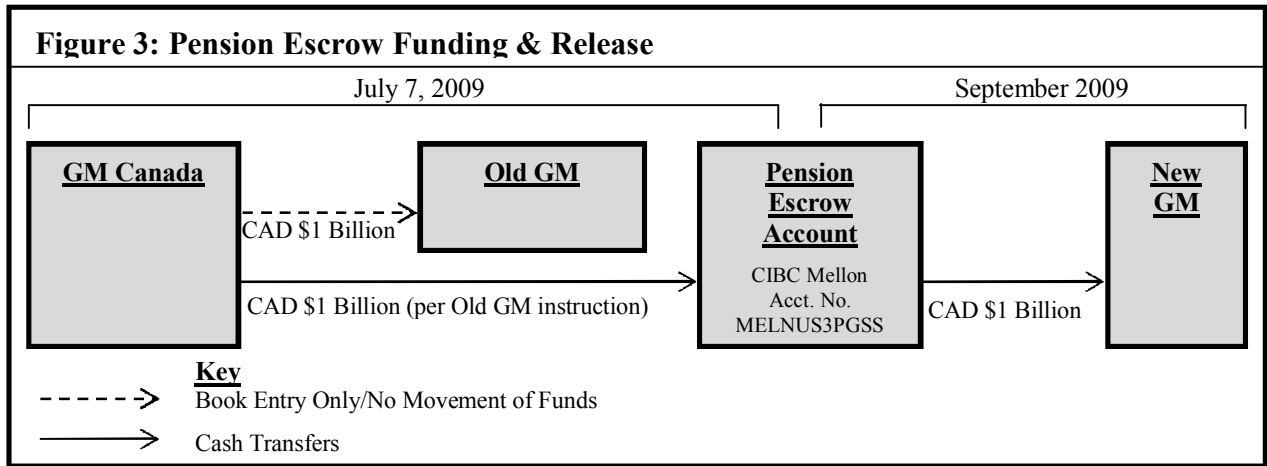 Figure 3: Pension Escrow Funding & Release
July 7, 2009
September 2009
GM Canada
Old GM
Pension
Escrow
Account
CIBC Mellon
Acct. No.
MELNUS3PGSS
New
GM
CAD $1 Billion
CAD $1 Billion (per Old GM instruction)
CAD $1 Billion
Key
Book Entry Only/No Movement of Funds
Cash Transfers